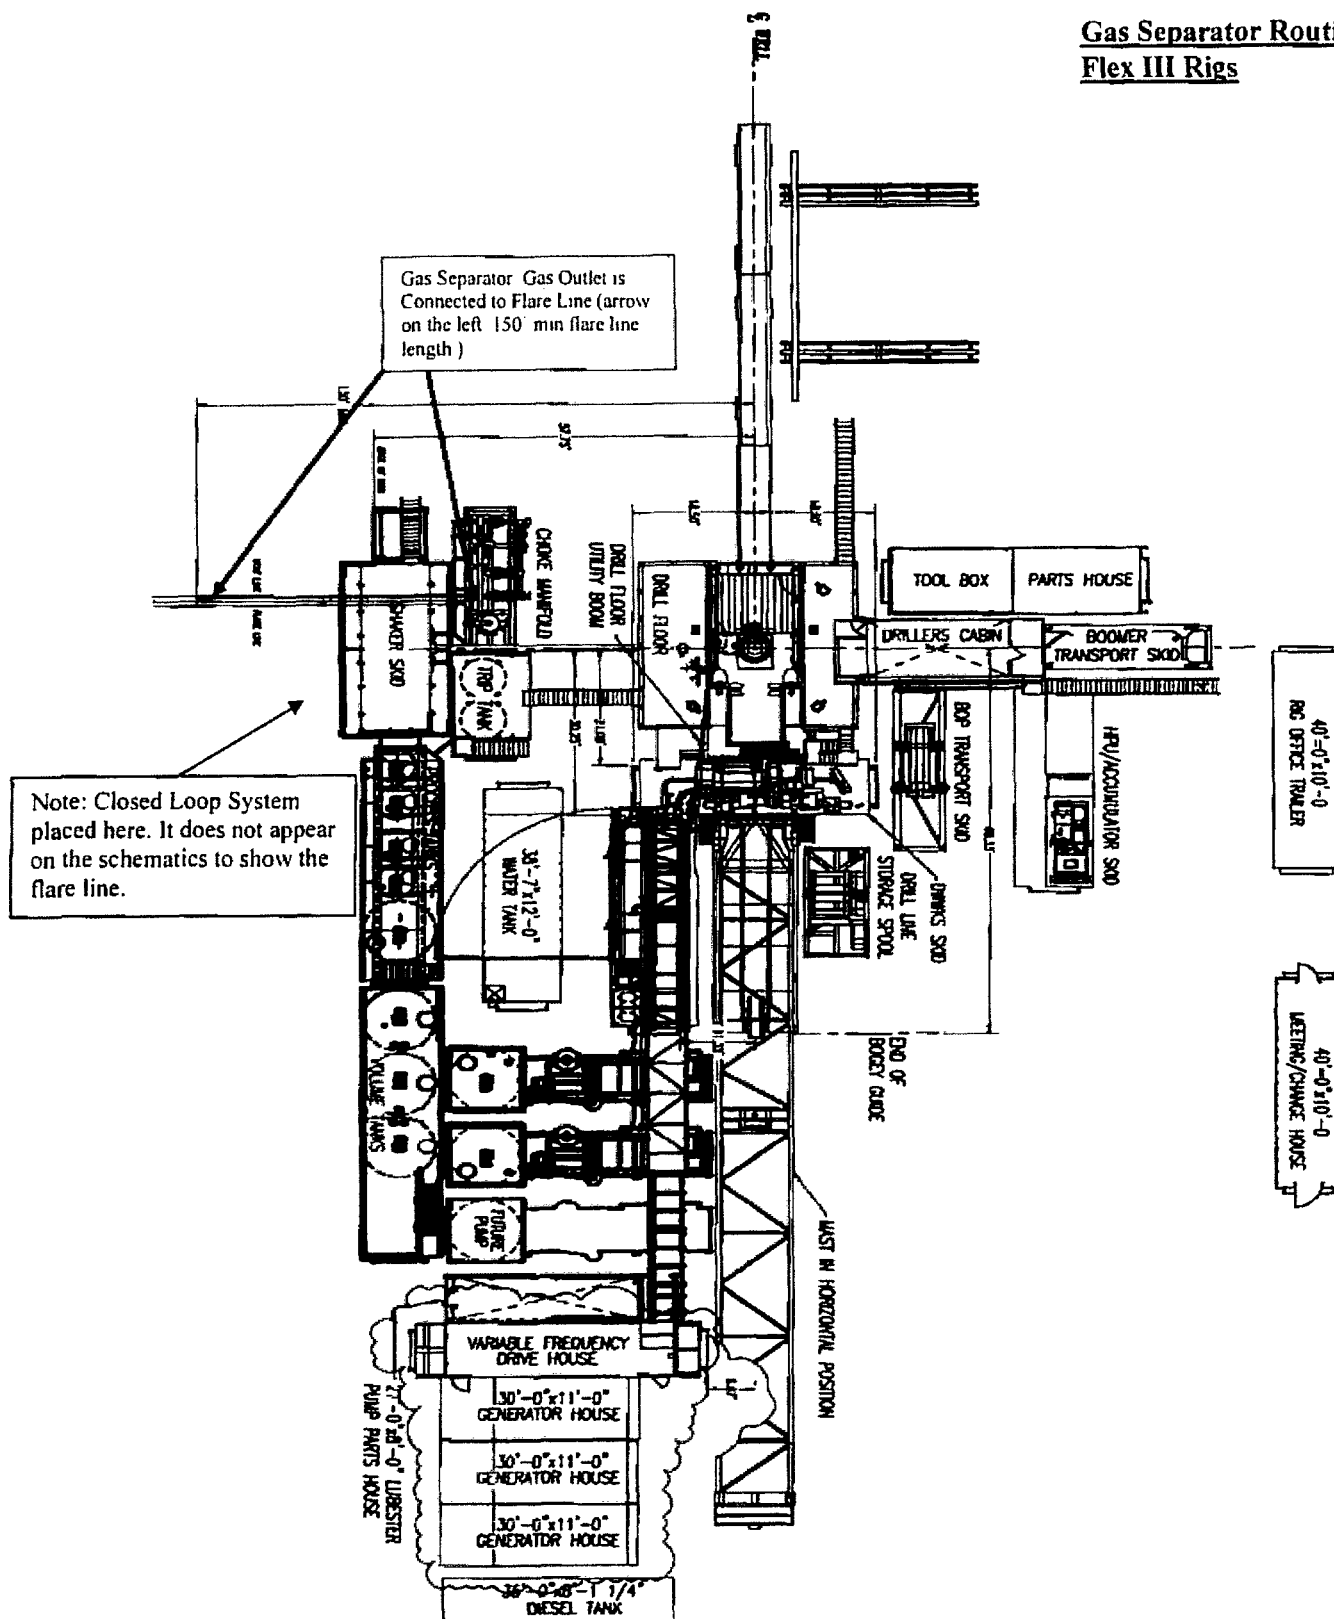 Gas Separator Routi
Flex III Rigs
WELL
Gas Separator Gas Outlet is
Connected to Flare Line (arrow
on the left 150' min flare line
length )
52.75'
14.50'
CHOKE MANIFOLD
DRILL FLOOR
UTILITY BOOM
DRILL FLOOR
TOOL BOX
PARTS HOUSE
DRILLERS CABIN
BOOMER
TRANSPORT SKID
SHAKER SKID
TRIP
TANK
BOP TRANSPORT SKID
HPU/ACCUMULATOR SKID
40'-0"x10'-0
RIG OFFICE TRAILER
Note: Closed Loop System
placed here. It does not appear
on the schematics to show the
flare line.
38'-7"x12'-0"
WATER TANK
DRILL LINE
STORAGE SPOOL
SKID
END OF
BOGEY GUIDE
40'-0"x10'-0
MEETING/CHANGE HOUSE
VOLUME TANKS
FUTURE
PUMP
MAST IN HORIZONTAL POSITION
VARIABLE FREQUENCY
DRIVE HOUSE
30'-0"x11'-0"
GENERATOR HOUSE
30'-0"x11'-0"
GENERATOR HOUSE
30'-0"x11'-0"
GENERATOR HOUSE
LUBESTER
PUMP PARTS HOUSE
DIESEL TANK